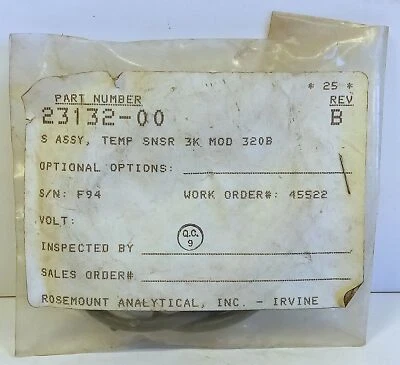 * 25 *
PART NUMBER REV
23132-00 B
S ASSY, TEMP SNSR 3K MOD 320B
OPTIONAL OPTIONS:
S/N: F94 WORK ORDER#: 45522
VOLT:
Q.C.
9
INSPECTED BY
SALES ORDER#
ROSEMOUNT ANALYTICAL, INC. - IRVINE